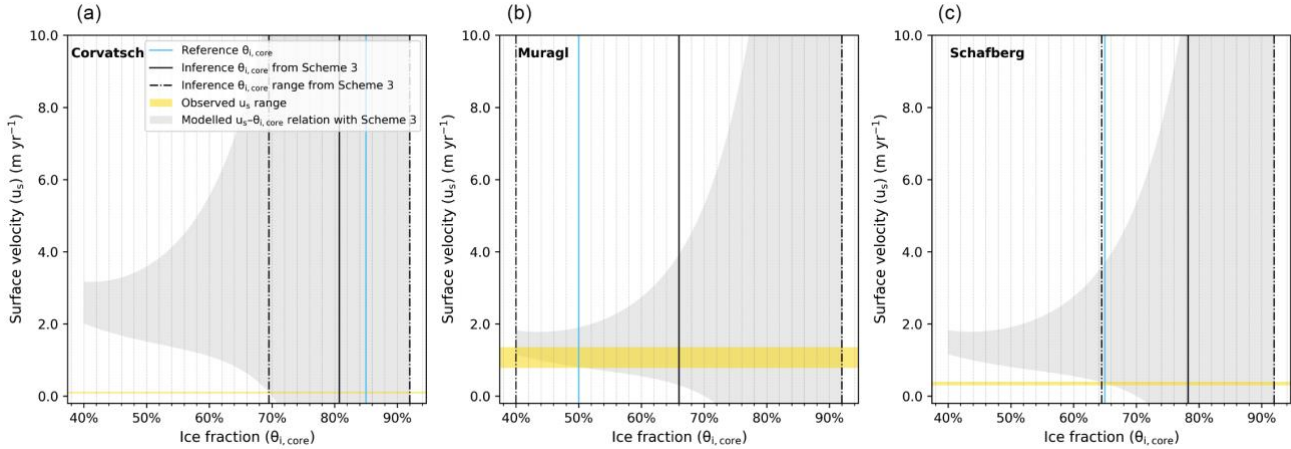 (a)
Corvatsch
Reference θi, core
Inference θi, core from Scheme 3
Inference θi, core range from Scheme 3
Observed us range
Modelled us–θi, core relation with Scheme 3
Surface velocity (us) (m yr−1)
10.0
8.0
6.0
4.0
2.0
0.0
40% 50% 60% 70% 80% 90%
Ice fraction (θi, core)
(b)
Muragl
Surface velocity (us) (m yr−1)
10.0
8.0
6.0
4.0
2.0
0.0
40% 50% 60% 70% 80% 90%
Ice fraction (θi, core)
(c)
Schafberg
Surface velocity (us) (m yr−1)
10.0
8.0
6.0
4.0
2.0
0.0
40% 50% 60% 70% 80% 90%
Ice fraction (θi, core)